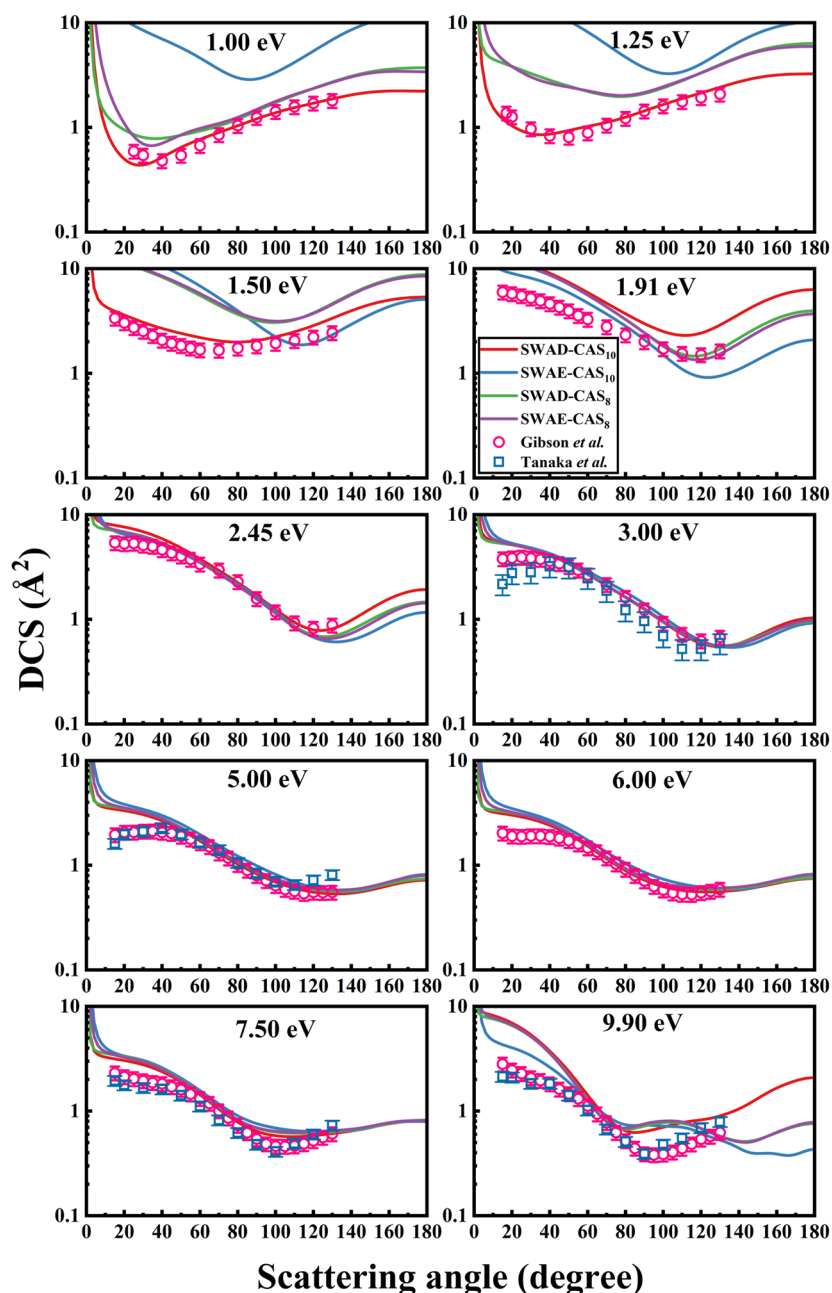 10
1
0.1
1.00 eV
0 20 40 60 80 100 120 140 160 180
10
1
0.1
1.25 eV
0 20 40 60 80 100 120 140 160 180
10
1
0.1
1.50 eV
0 20 40 60 80 100 120 140 160 180
10
1
0.1
1.91 eV
SWAD-CAS₁₀
SWAE-CAS₁₀
SWAD-CAS₈
SWAE-CAS₈
Gibson et al.
Tanaka et al.
0 20 40 60 80 100 120 140 160 180
10
1
0.1
2.45 eV
0 20 40 60 80 100 120 140 160 180
10
1
0.1
3.00 eV
0 20 40 60 80 100 120 140 160 180
10
1
0.1
5.00 eV
0 20 40 60 80 100 120 140 160 180
10
1
0.1
6.00 eV
0 20 40 60 80 100 120 140 160 180
10
1
0.1
7.50 eV
0 20 40 60 80 100 120 140 160 180
10
1
0.1
9.90 eV
0 20 40 60 80 100 120 140 160 180
DCS (Å²)
Scattering angle (degree)